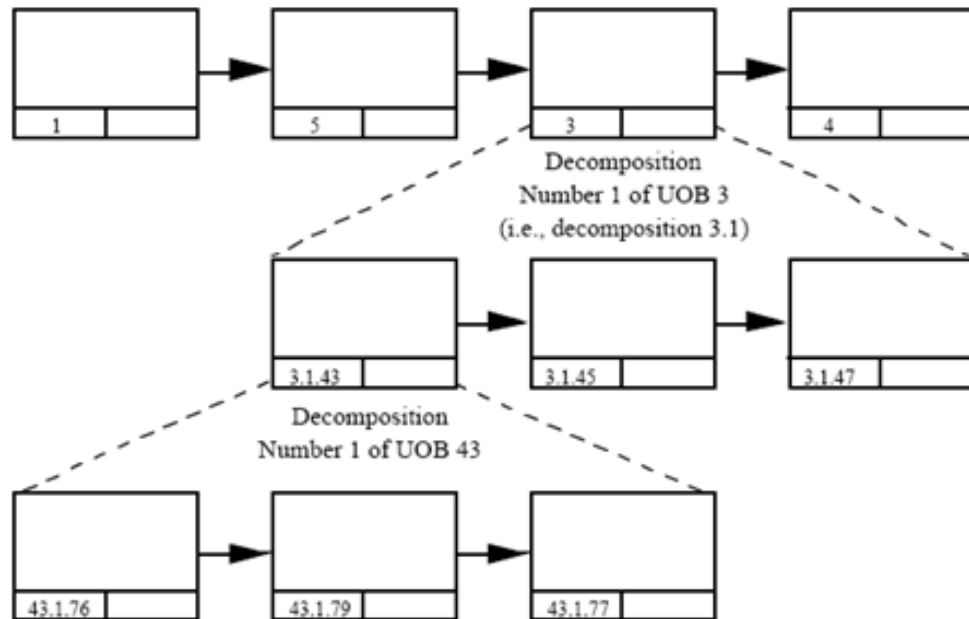 1
5
3
4
Decomposition
Number 1 of UOB 3
(i.e., decomposition 3.1)
3.1.43
3.1.45
3.1.47
Decomposition
Number 1 of UOB 43
43.1.76
43.1.79
43.1.77